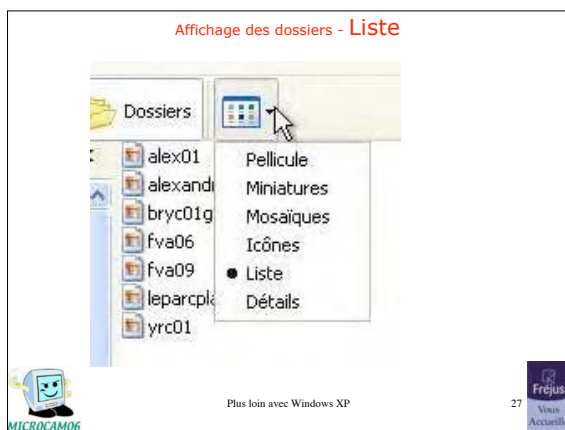 Affichage des dossiers - Liste
Dossiers
alex01
alexandr
bryc01g
fva06
fva09
leparcpla
yrc01
Pellicule
Miniatures
Mosaïques
Icônes
Liste
Détails
MICROCAM06
Plus loin avec Windows XP
27
Fréjus
Vous
Accueille